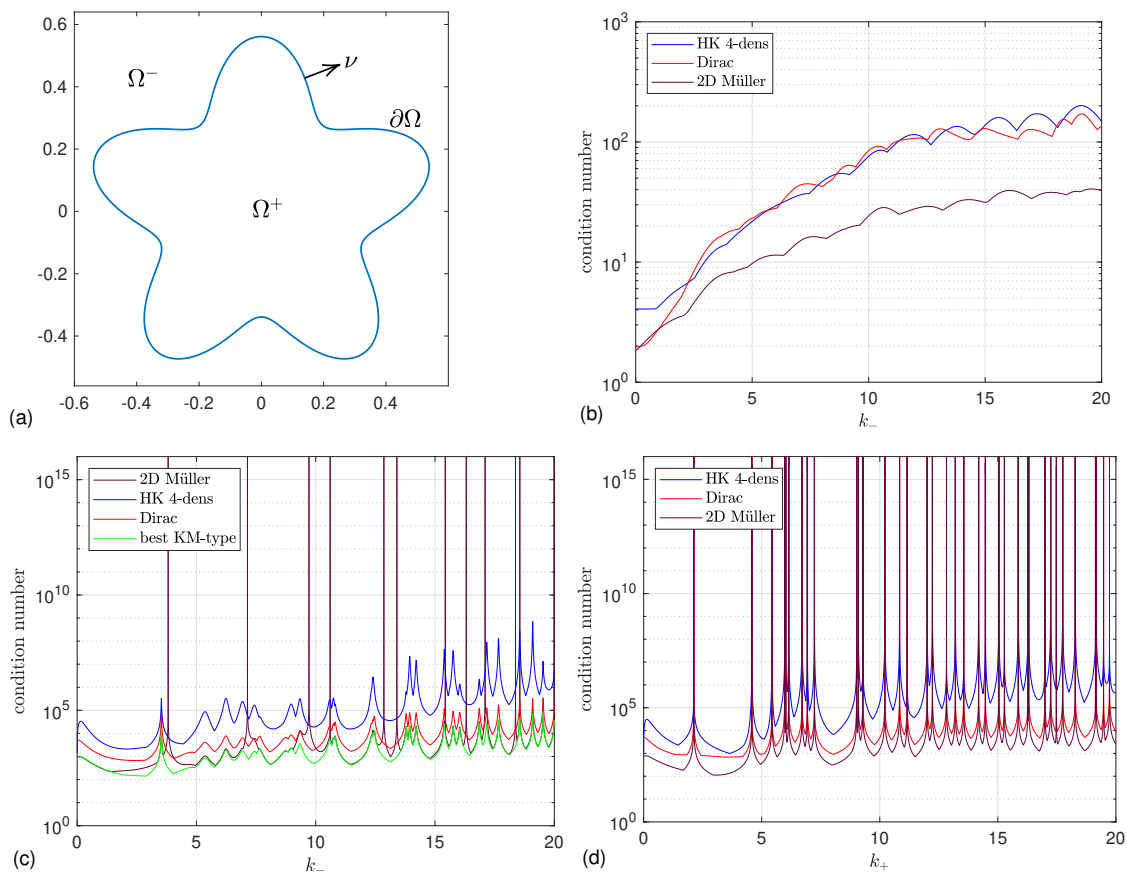 0.6
0.4
0.2
0
-0.2
-0.4
-0.6 -0.4 -0.2 0 0.2 0.4
Ω⁻
ν
∂Ω
Ω⁺
(a)
10³
10²
10¹
10⁰
condition number
HK 4-dens
Dirac
2D Müller
0 5 10 15 20
k₋
(b)
10¹⁵
10¹⁰
10⁵
10⁰
condition number
2D Müller
HK 4-dens
Dirac
best KM-type
0 5 10 15 20
k₋
(c)
10¹⁵
10¹⁰
10⁵
10⁰
condition number
HK 4-dens
Dirac
2D Müller
0 5 10 15 20
k₊
(d)